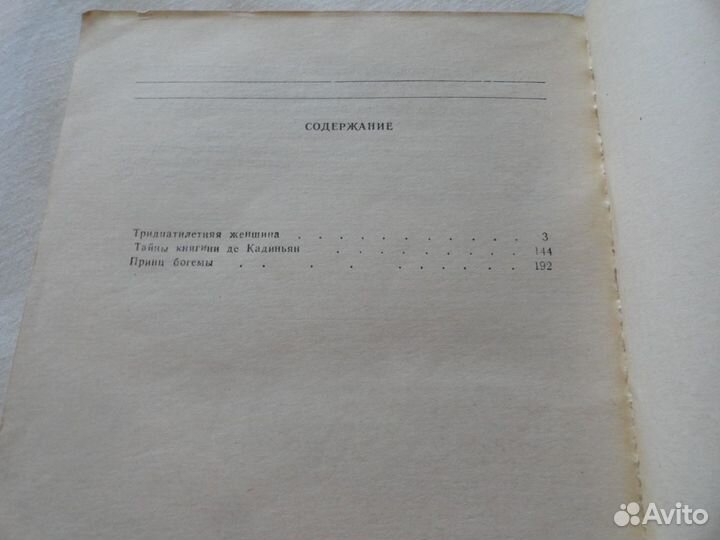 СОДЕРЖАНИЕ
Тридцатилетняя женщина . . . . . . . . . . . 3
Тайны княгини де Кадиньян . . . . . . . . . 144
Принц богемы . . . . . . . . . . 192
Avito